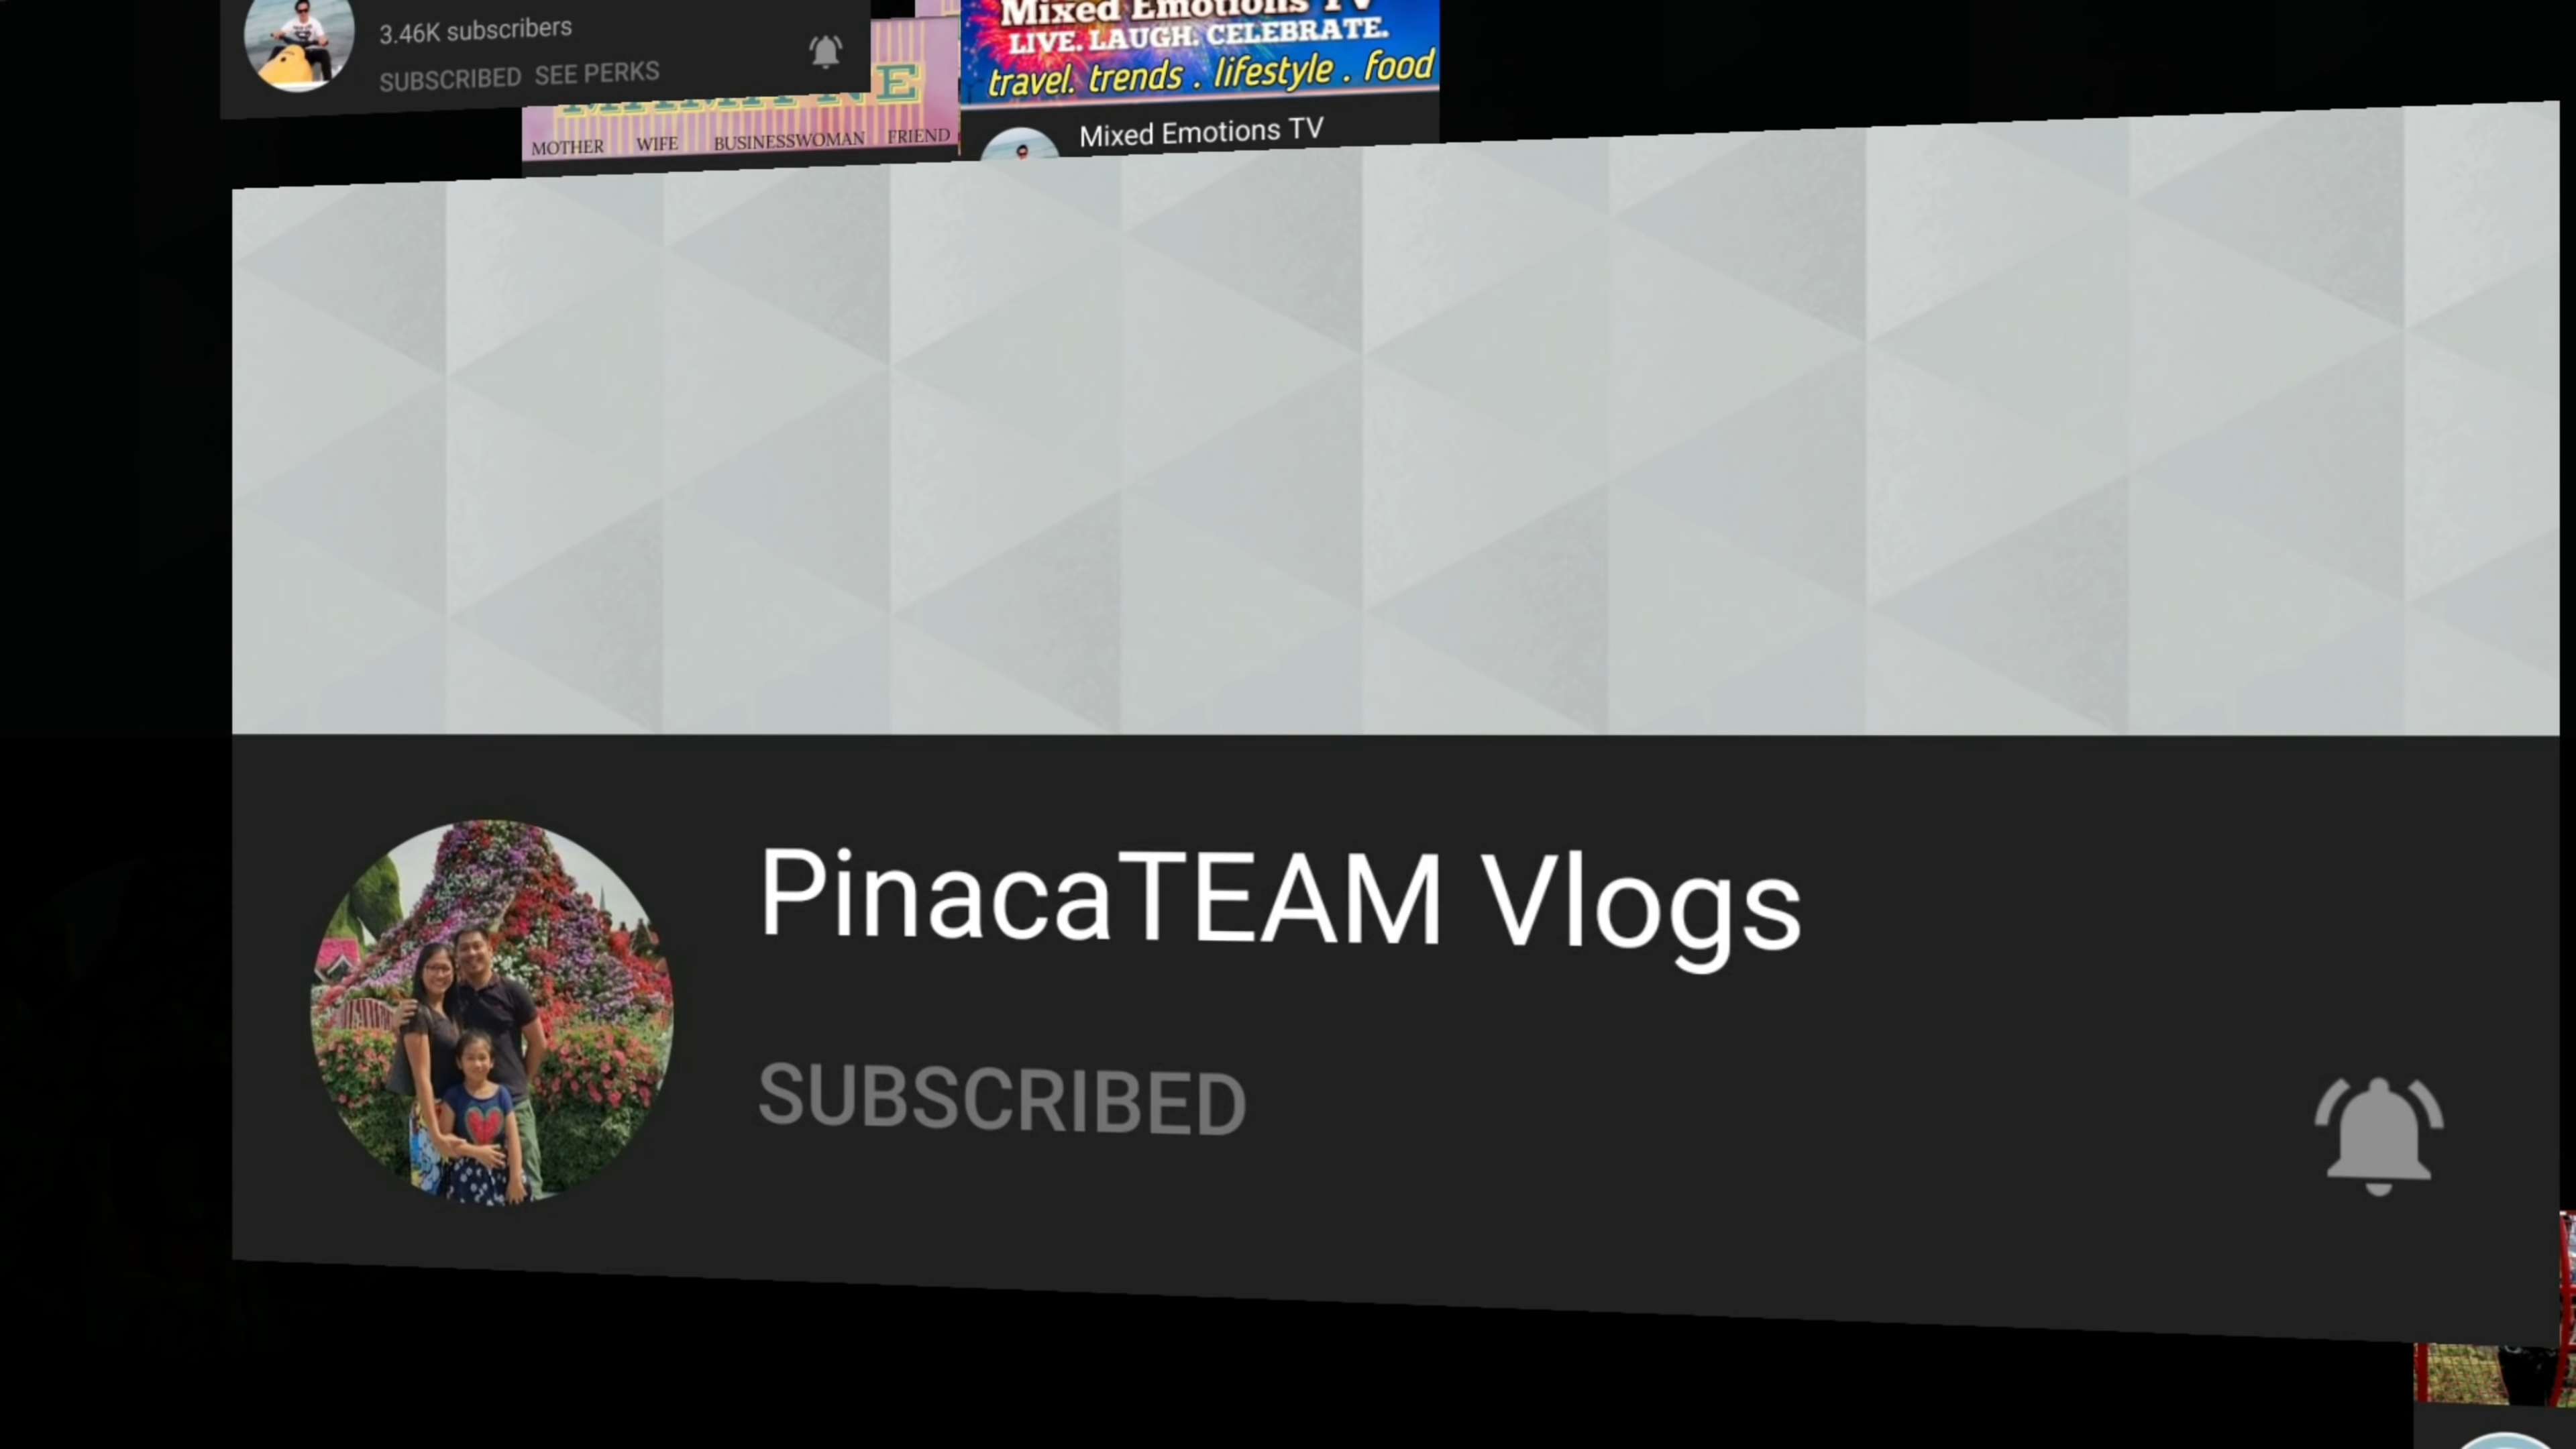 3.46K subscribers
SUBSCRIBED SEE PERKS
Mixed Emotions TV
LIVE. LAUGH. CELEBRATE.
travel. trends . lifestyle . food
MOTHER WIFE BUSINESSWOMAN FRIEND
Mixed Emotions TV
PinacaTEAM Vlogs
SUBSCRIBED